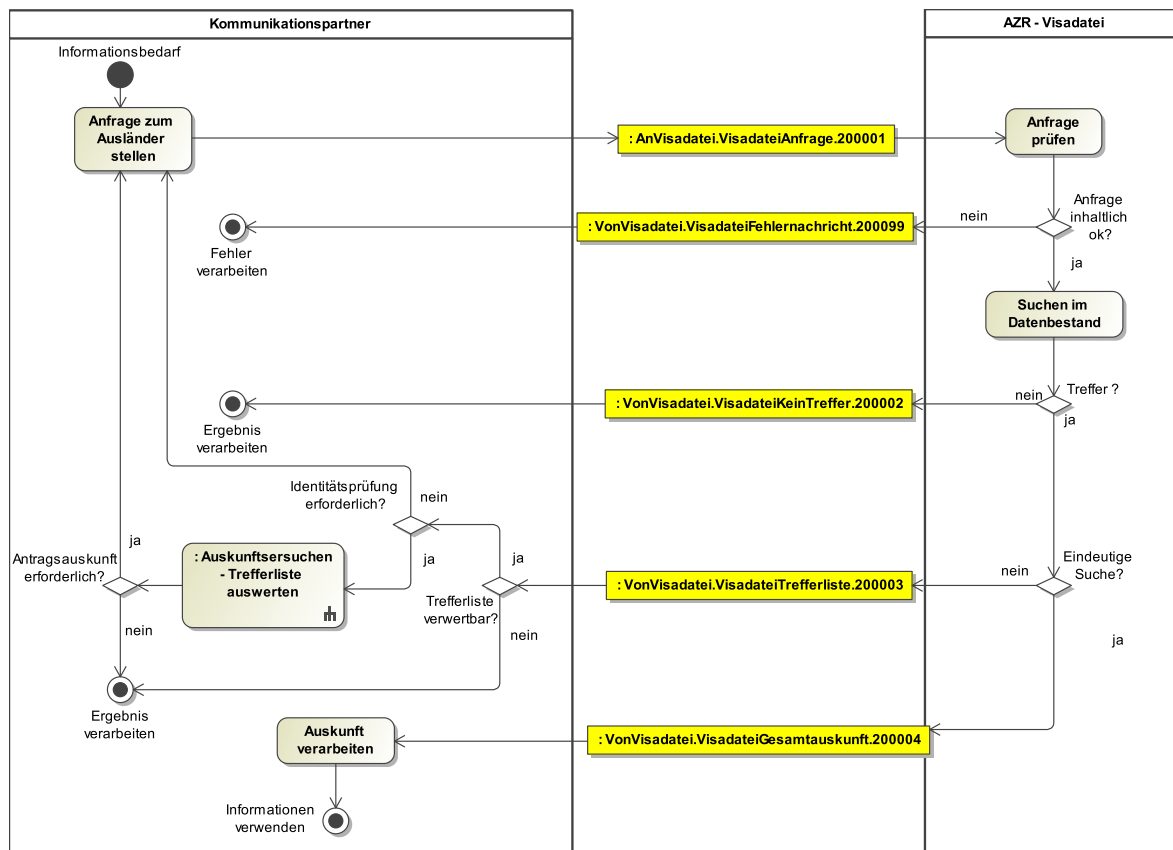 Kommunikationspartner
AZR - Visadatei
Informationsbedarf
Anfrage zum
Ausländer
stellen
: AnVisadatei.VisadateiAnfrage.200001
Anfrage
prüfen
Anfrage
inhaltlich
ok?
nein
: VonVisadatei.VisadateiFehlernachricht.200099
Fehler
verarbeiten
ja
Suchen im
Datenbestand
Treffer ?
nein
ja
: VonVisadatei.VisadateiKeinTreffer.200002
Ergebnis
verarbeiten
Identitätsprüfung
erforderlich?
nein
ja
Antragsauskunft
erforderlich?
ja
nein
: Auskunftsersuchen
- Trefferliste
auswerten
ja
Trefferliste
verwertbar?
nein
: VonVisadatei.VisadateiTrefferliste.200003
nein
Eindeutige
Suche?
ja
Ergebnis
verarbeiten
Auskunft
verarbeiten
: VonVisadatei.VisadateiGesamtauskunft.200004
Informationen
verwenden